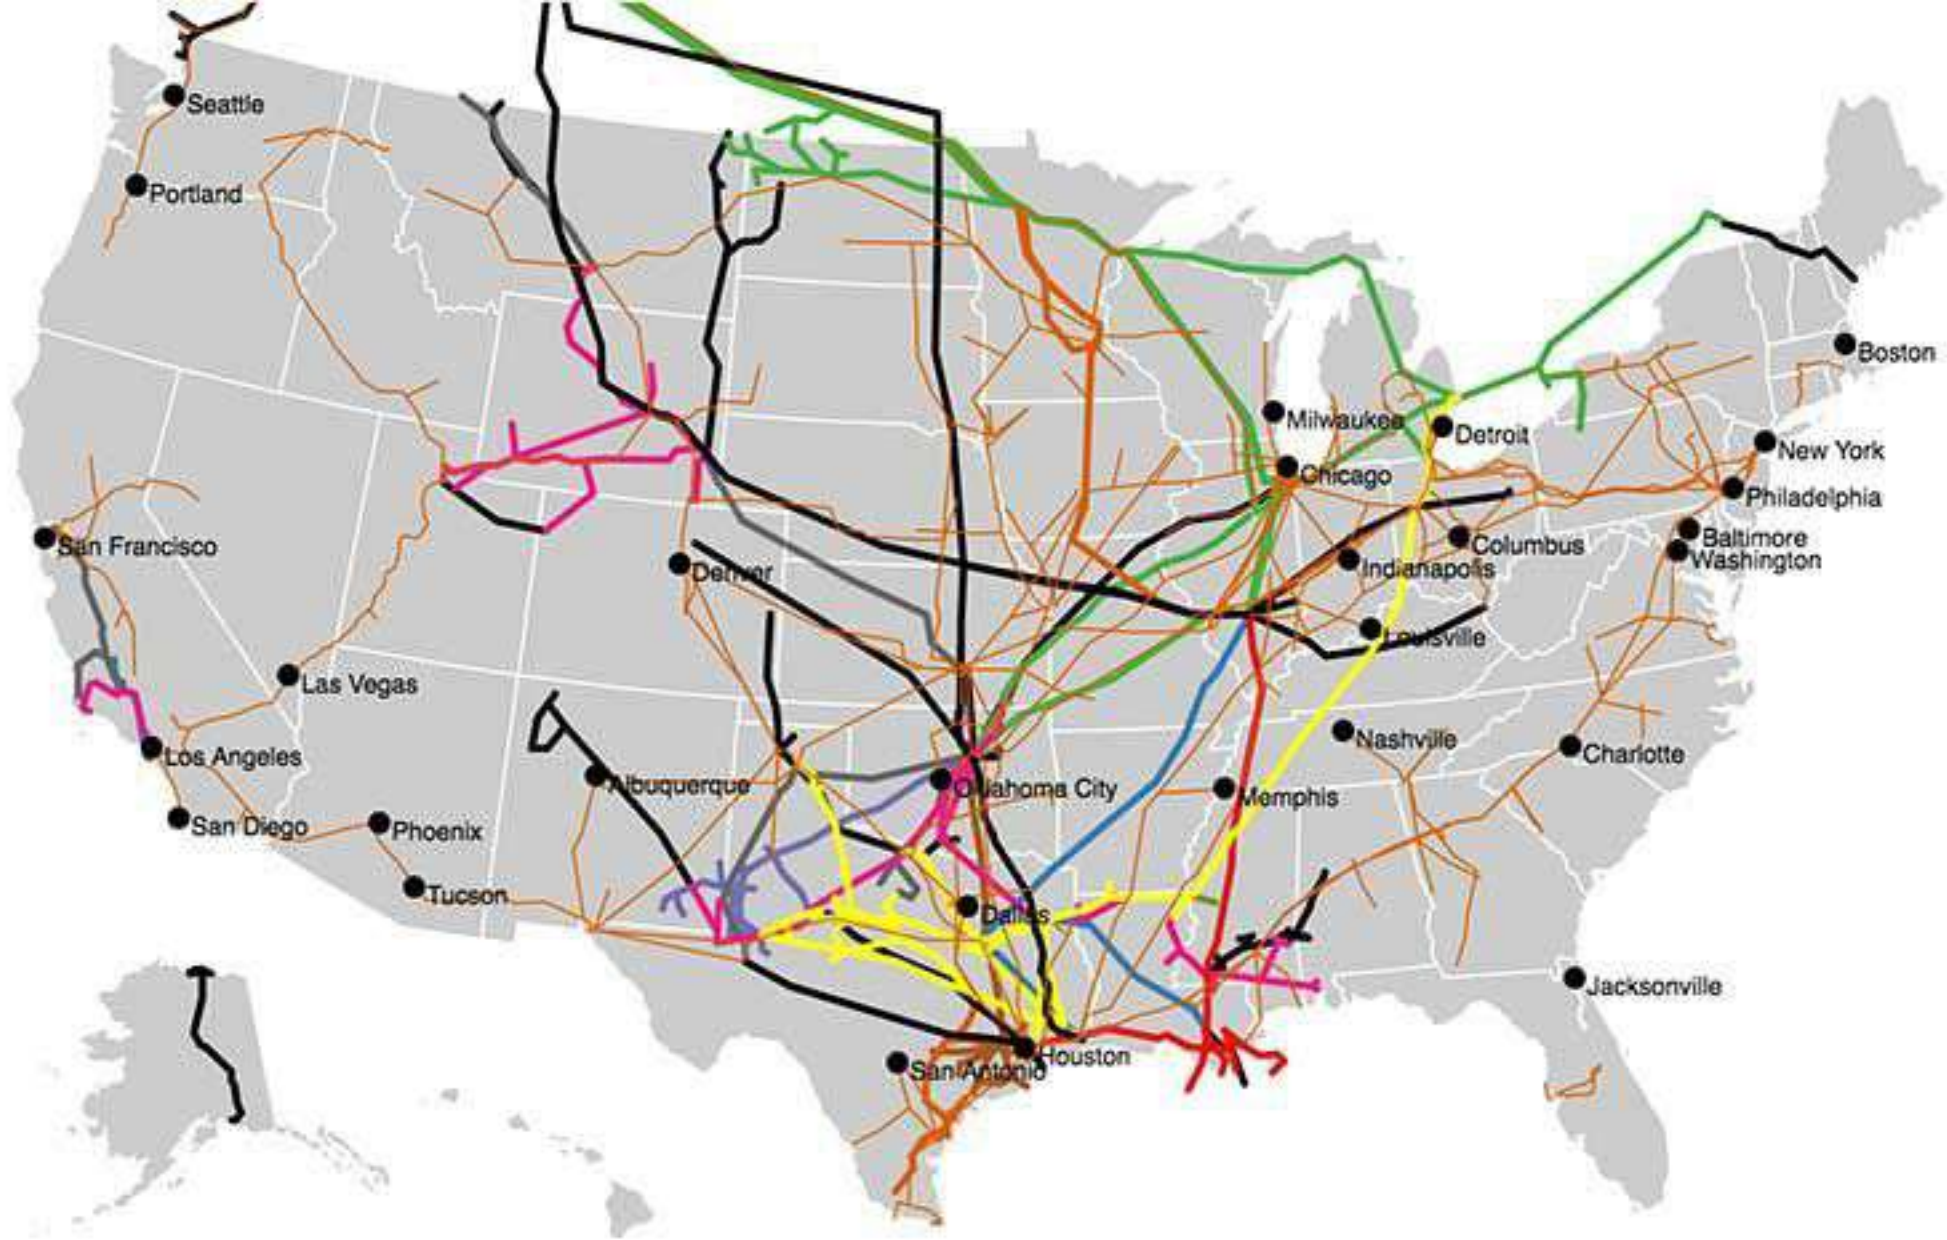 Seattle
Portland
Boston
Milwaukee
Detroit
New York
Chicago
Philadelphia
San Francisco
Baltimore
Columbus
Washington
Denver
Indianapolis
Louisville
Las Vegas
Nashville
Los Angeles
Charlotte
Albuquerque
Oklahoma City
Memphis
San Diego
Phoenix
Tucson
Dallas
Jacksonville
Houston
San Antonio